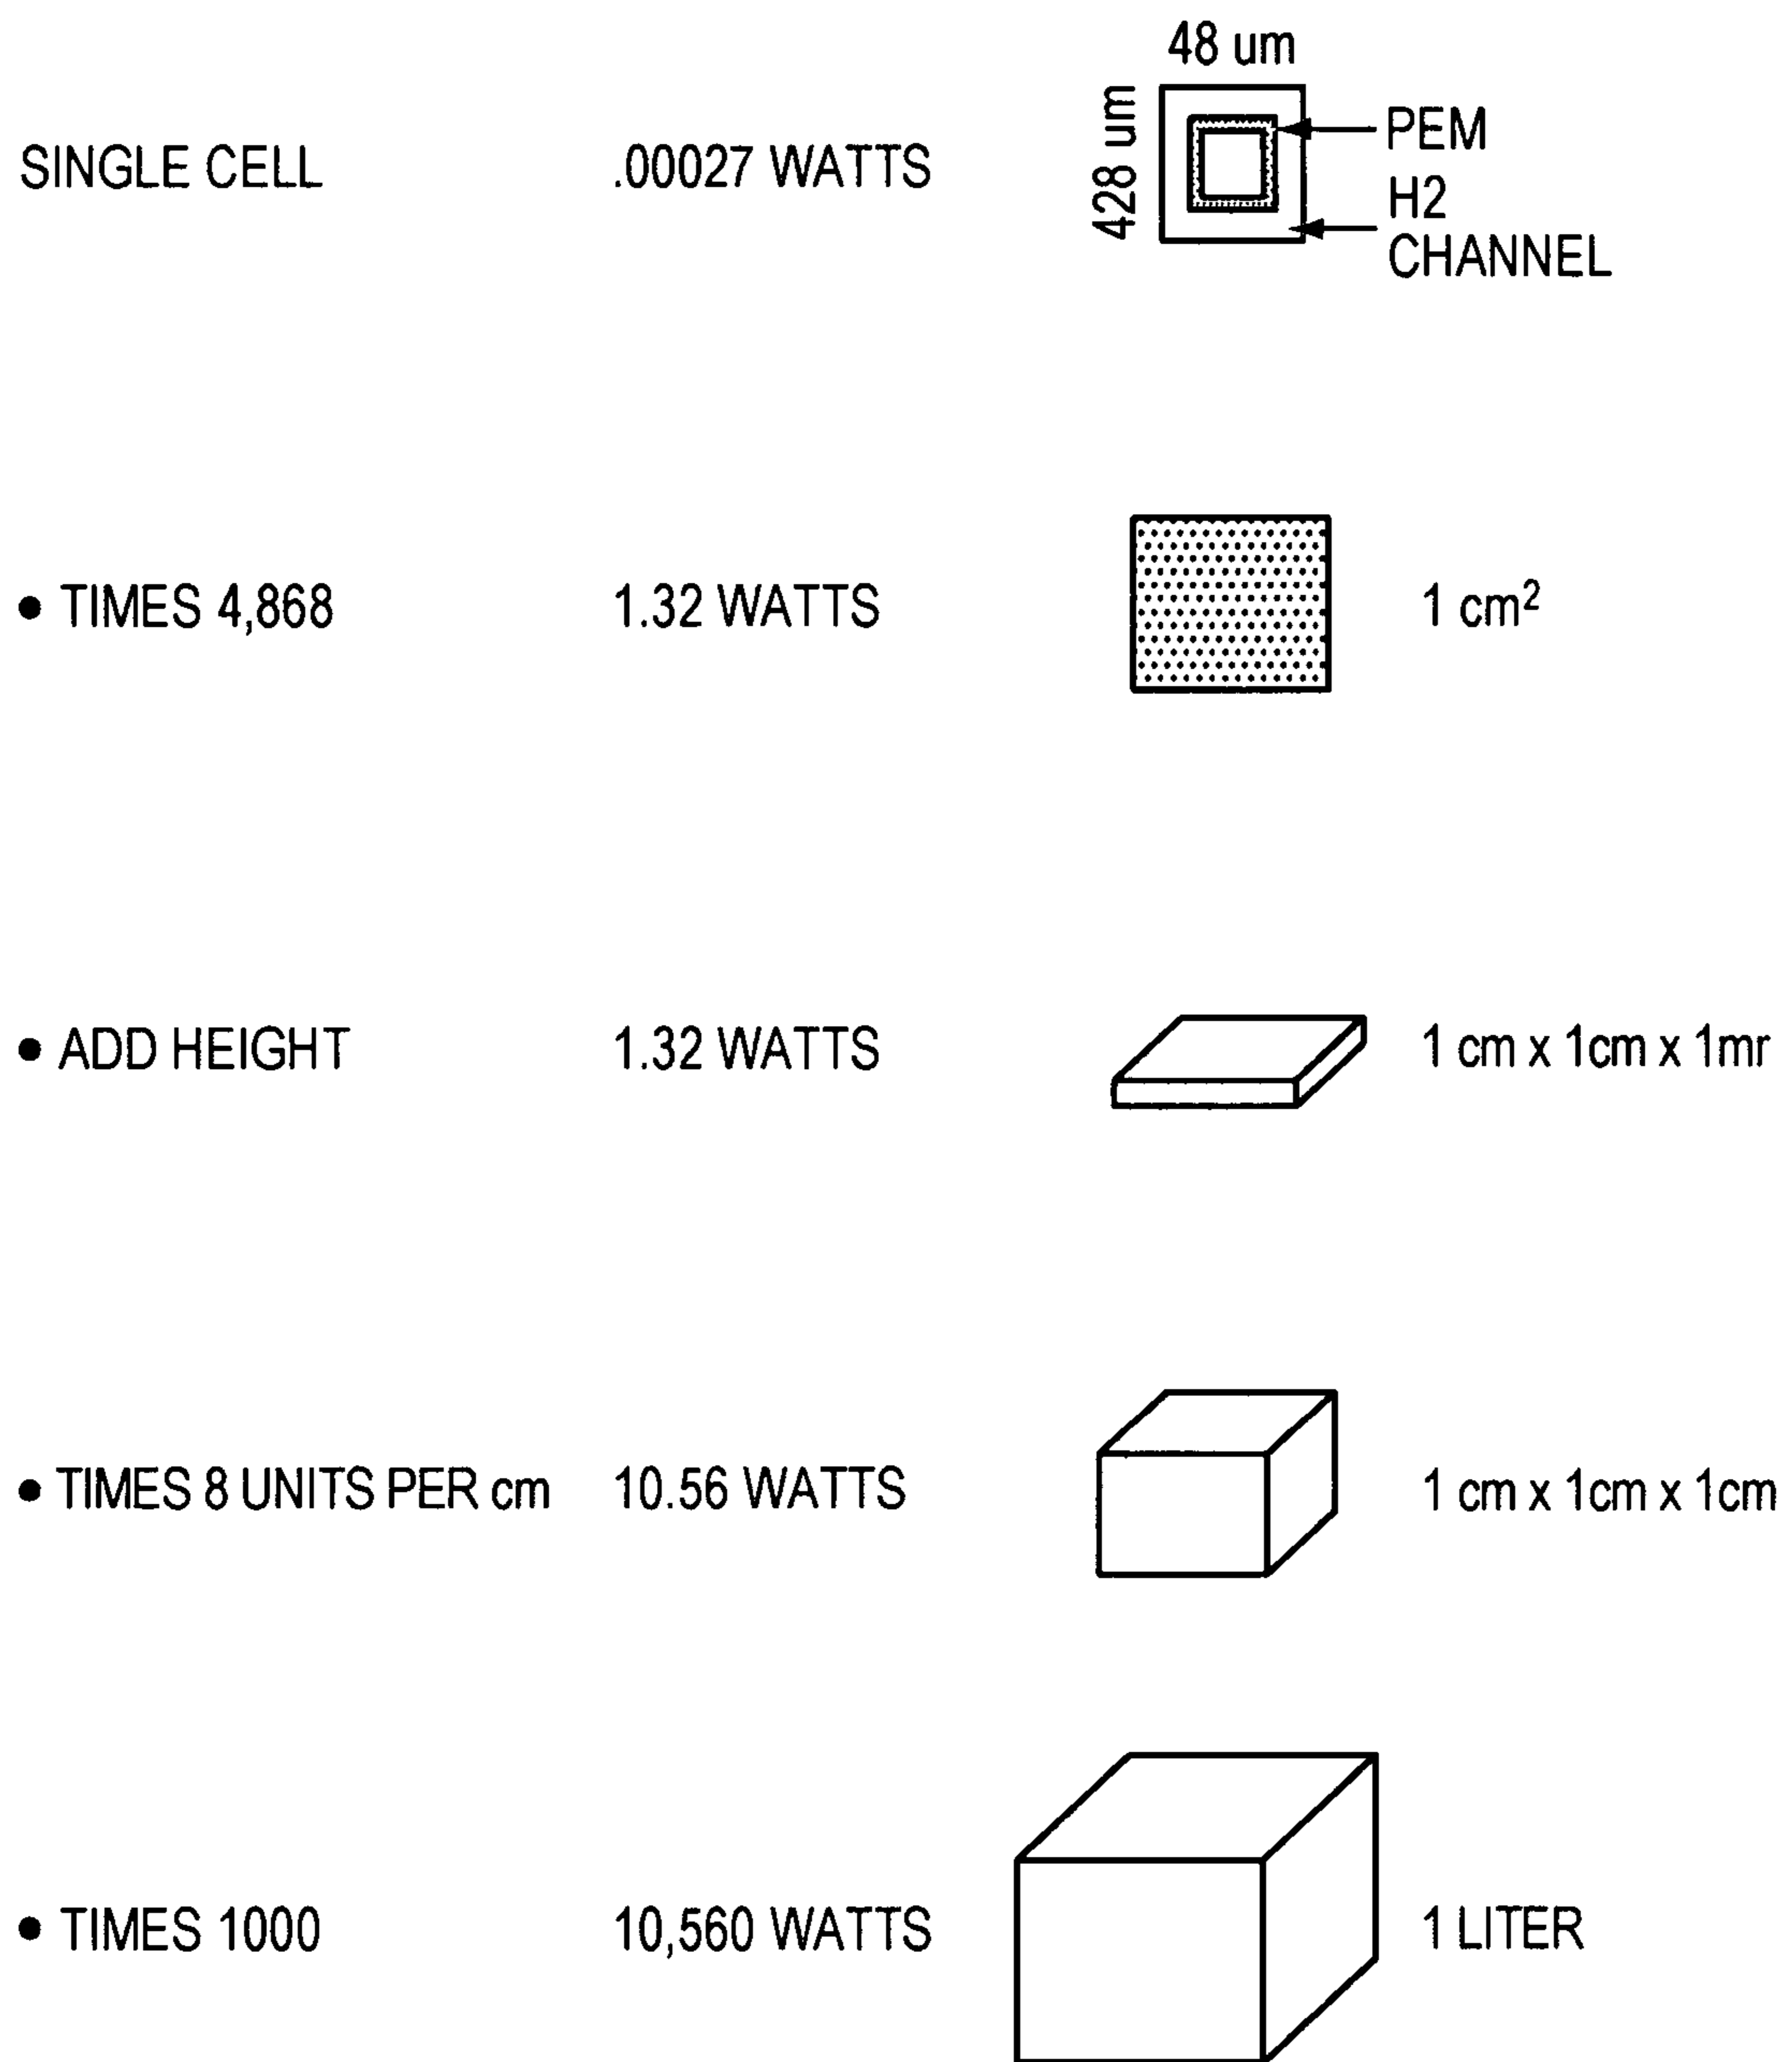 48 um
428 um
SINGLE CELL .00027 WATTS
PEM
H2
CHANNEL
● TIMES 4,868 1.32 WATTS 1 cm²
● ADD HEIGHT 1.32 WATTS 1 cm x 1cm x 1mr
● TIMES 8 UNITS PER cm 10.56 WATTS 1 cm x 1cm x 1cm
● TIMES 1000 10,560 WATTS 1 LITER